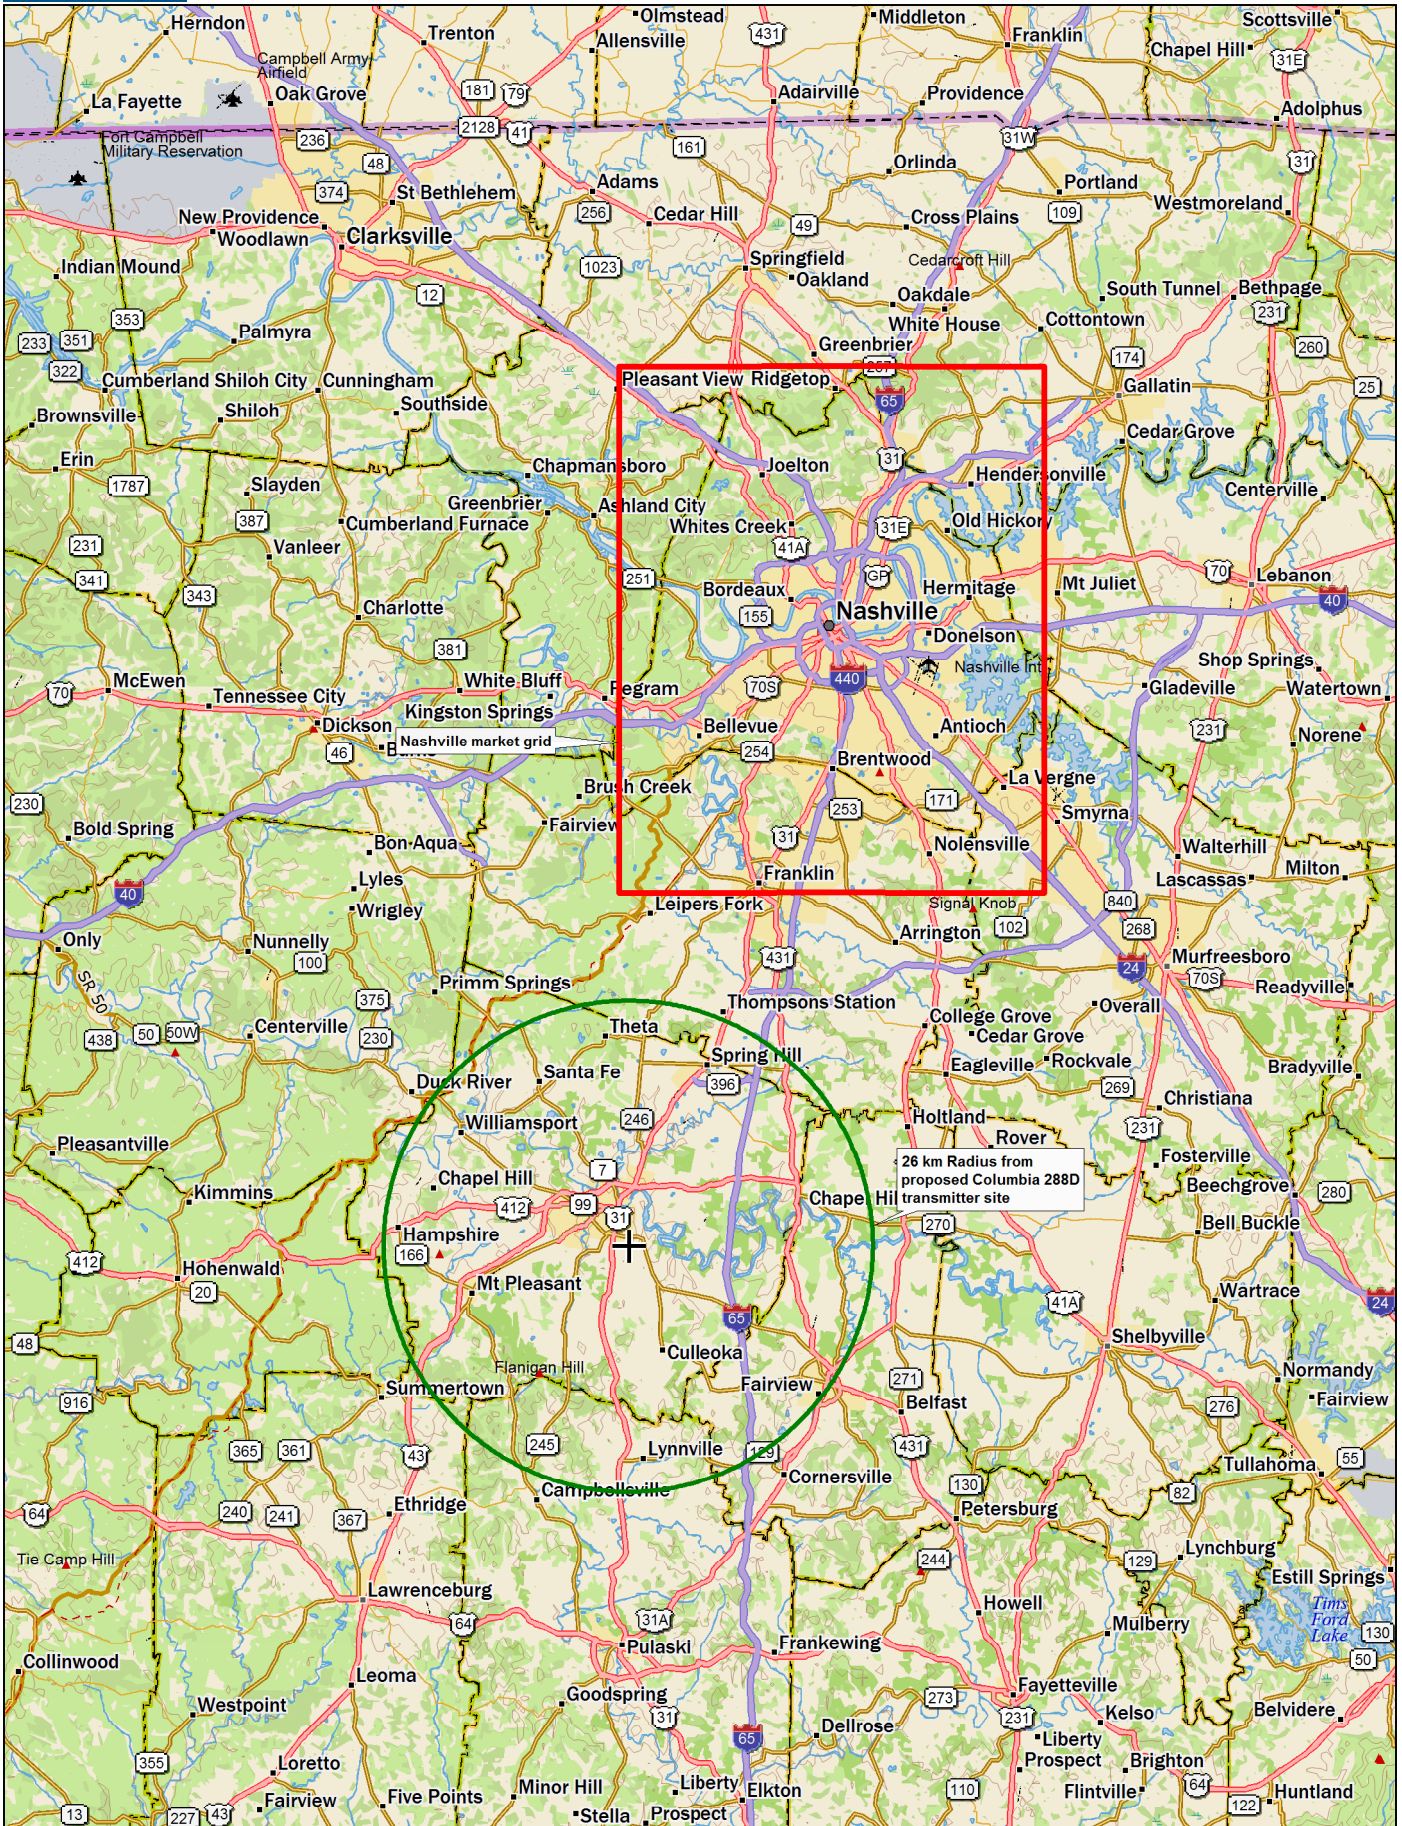 Herndon
Trenton
Olmstead
Allensville
431
Middleton
Franklin
Scottsville
Chapel Hill
31E
Campbell Army
Airfield
La Fayette
Oak Grove
181
79
Adairville
Providence
Adolphus
Fort Campbell
Military Reservation
236
2128
41
48
161
31W
31
Orlinda
374
St Bethlehem
Adams
Portland
New Providence
256
Cedar Hill
49
Cross Plains
109
Westmoreland
Woodlawn
Clarksville
Indian Mound
1023
Springfield
Oakland
Cedarcroft Hill
12
Oakdale
South Tunnel
Bethpage
353
White House
Cottontown
231
233
351
Palmyra
Greenbrier
260
322
257
174
Cumberland Shiloh City
Cunningham
Pleasant View
Ridgetop
65
Gallatin
25
Brownsville
Shiloh
Southside
Cedar Grove
Erin
31
1787
Slayden
Chapmansboro
Joelton
Hendersonville
Greenbrier
Ashland City
Centerville
387
Cumberland Furnace
Whites Creek
31E
Old Hickory
231
Vanleer
41A
341
343
251
GP
Mt Juliet
70
Lebanon
Charlotte
Bordeaux
Hermitage
40
155
Nashville
381
Donelson
McEwen
White Bluff
Nashville Int
Shop Springs
70
Tennessee City
Pegram
70S
440
Gladeville
Watertown
Kingston Springs
Dickson
Bellevue
Antioch
231
Norene
46
Nashville market grid
254
Brentwood
La Vergne
230
Brush Creek
253
171
Bold Spring
Fairview
Smyrna
Bon-Aqua
31
Nolensville
Walterhill
Milton
40
Lyles
Franklin
Lascassas
Wrigley
Leipers Fork
Signal Knob
840
Only
Arrington
102
268
Nunnelly
100
431
24
Murfreesboro
SR 50
Primm Springs
70S
Readyville
375
Thompsons Station
Overall
438
50
50W
Centerville
230
Theta
College Grove
Cedar Grove
Spring Hill
Rockvale
Bradyville
Duck River
Santa Fe
396
Eagleville
269
Williamsport
246
Holtland
Christiana
Rover
231
Pleasantville
7
26 km Radius from
proposed Columbia 288D
transmitter site
Fosterville
Kimmins
Chapel Hill
Chapel Hil
Beechgrove
280
412
99
31
Hampshire
270
Bell Buckle
166
412
Hohenwald
Mt Pleasant
Wartrace
20
41A
24
65
48
Culleoka
Shelbyville
Flanigan Hill
Normandy
916
Summertown
Fairview
271
Belfast
276
Fairview
365
361
245
Lynnville
129
431
43
Cornersville
Tullahoma
55
Campbellsville
130
82
64
240
241
367
Ethridge
Petersburg
Tie Camp Hill
244
129
Lynchburg
Estill Springs
Lawrenceburg
Howell
Tims
Ford
Lake
64
31A
Mulberry
130
Collinwood
Pulaski
Frankewing
50
Leoma
Goodspring
273
Fayetteville
Westpoint
31
231
Kelso
Belvidere
65
Dellrose
Liberty
355
Loretto
Prospect
Brighton
Minor Hill
Liberty
Elkton
110
Flintville
64
Huntland
Fairview
Five Points
122
13
227
43
Stella
Prospect